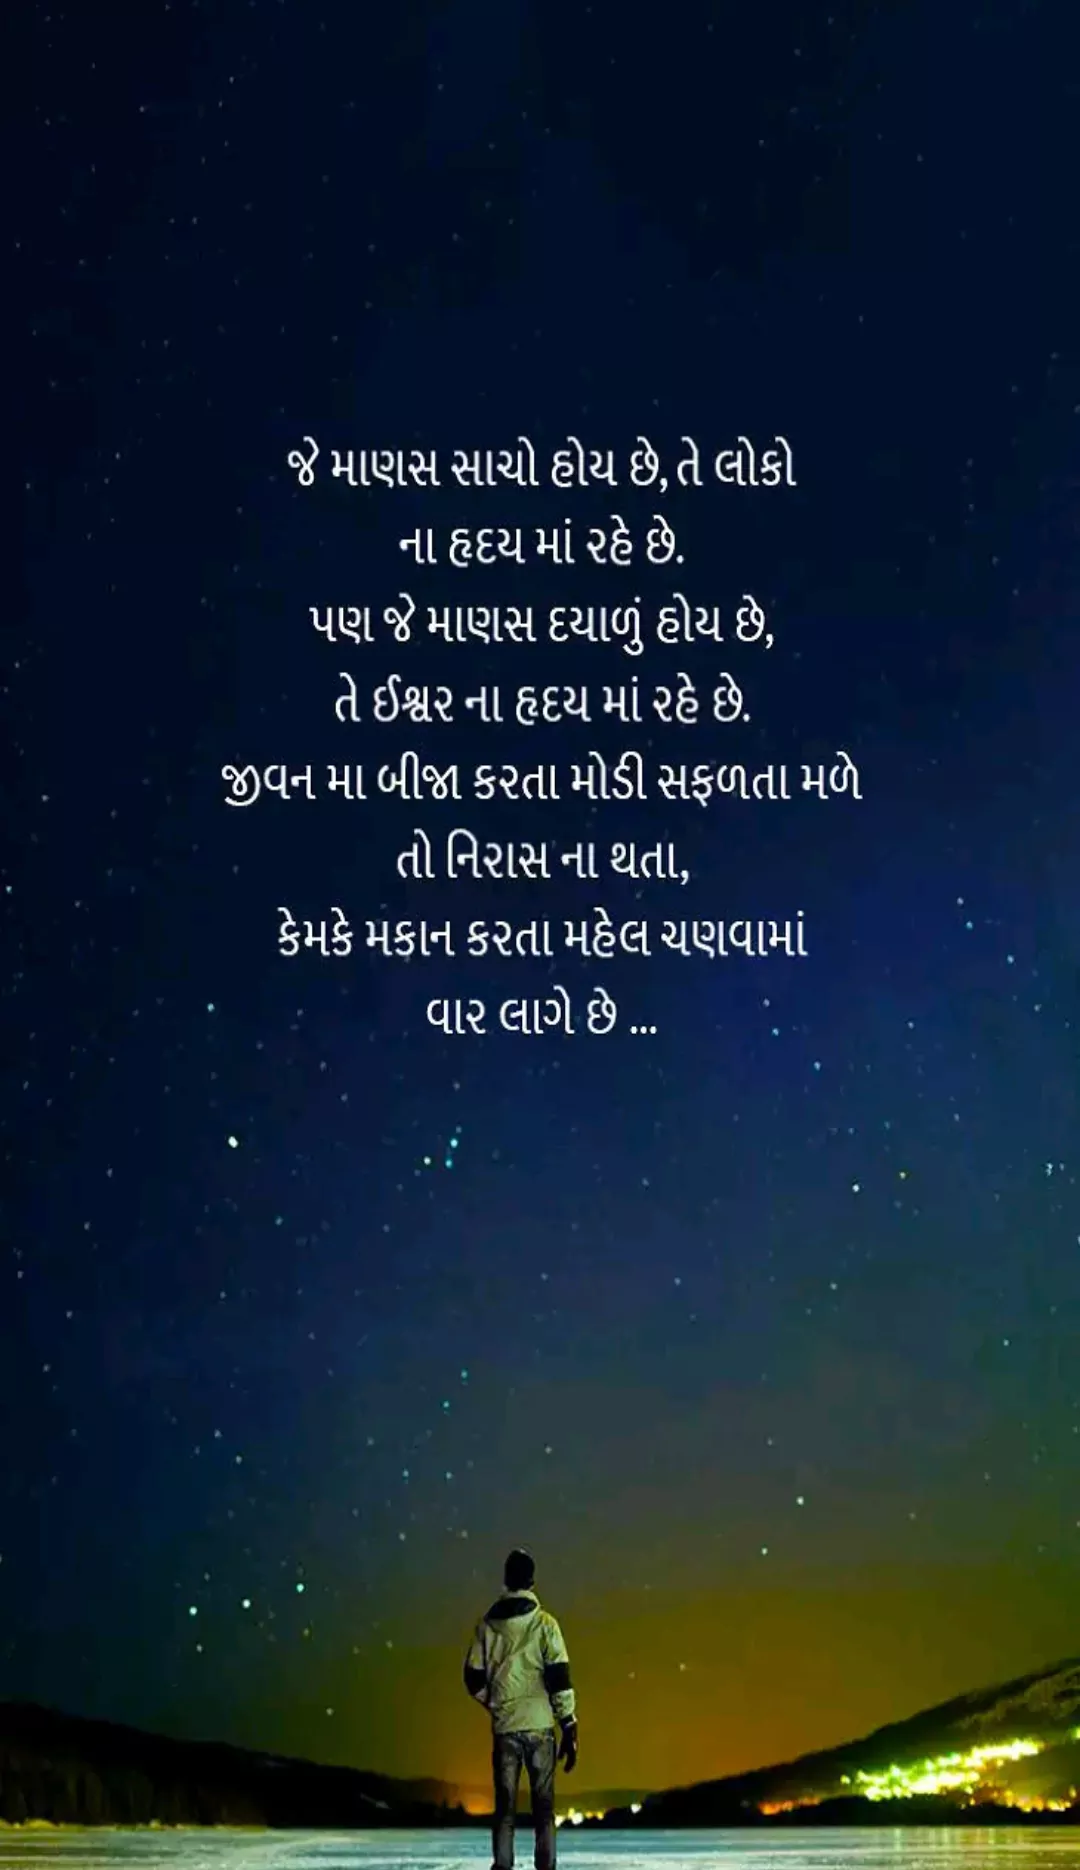 જે માણસ સાચો હોય છે, તે લોકો
ના હૃદય માં રહે છે.
પણ જે માણસ દયાળું હોય છે,
તે ઈશ્વર ના હૃદય માં રહે છે.
જીવન મા બીજા કરતા મોડી સફળતા મળે
તો નિરાસ ના થતા,
કેમકે મકાન કરતા મહેલ ચણવામાં
વાર લાગે છે ...